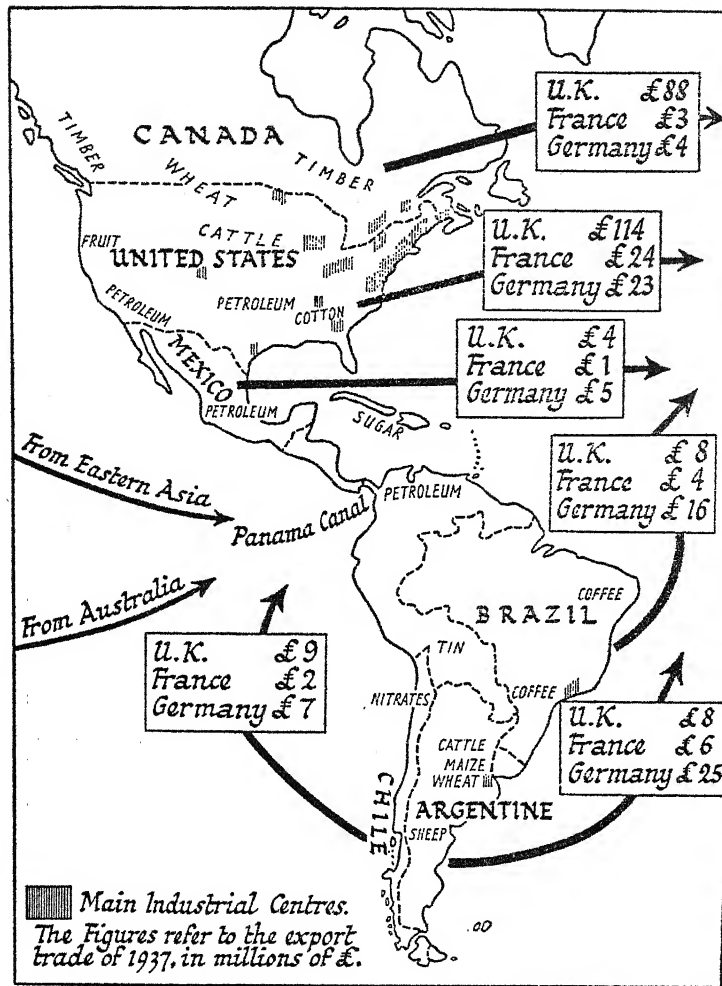 U.K. £88
France £3
Germany £4
TIMBER
CANADA
WHEAT
TIMBER
CATTLE
FRUIT
UNITED STATES
U.K. £114
France £24
Germany £23
PETROLEUM
PETROLEUM
COTTON
MEXICO
U.K. £4
France £1
Germany £5
PETROLEUM
SUGAR
From Eastern Asia
Panama Canal
PETROLEUM
U.K. £8
France £4
Germany £16
From Australia
COFFEE
BRAZIL
U.K. £9
France £2
Germany £7
TIN
NITRATES
COFFEE
U.K. £8
France £6
Germany £25
CATTLE
MAIZE
WHEAT
CHILE
ARGENTINE
SHEEP
Main Industrial Centres.
The Figures refer to the export
trade of 1937, in millions of £.